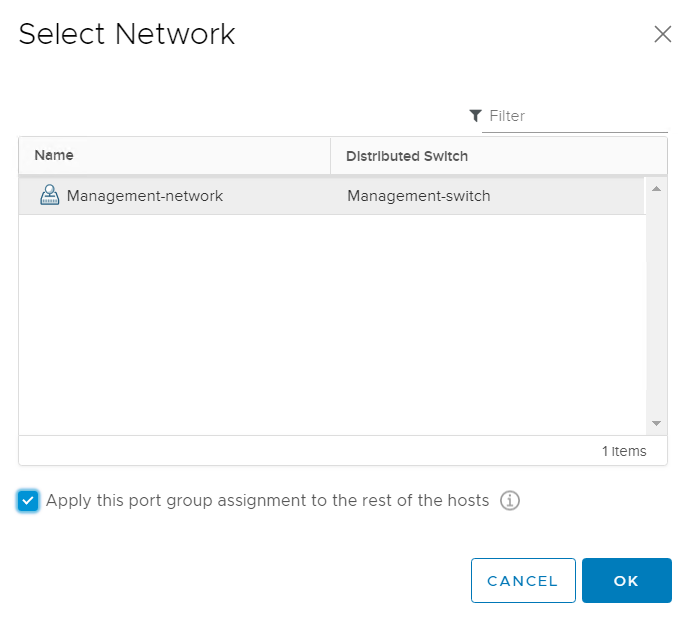 Select Network
Filter
Name Distributed Switch
Management-network Management-switch
1 items
Apply this port group assignment to the rest of the hosts
CANCEL OK